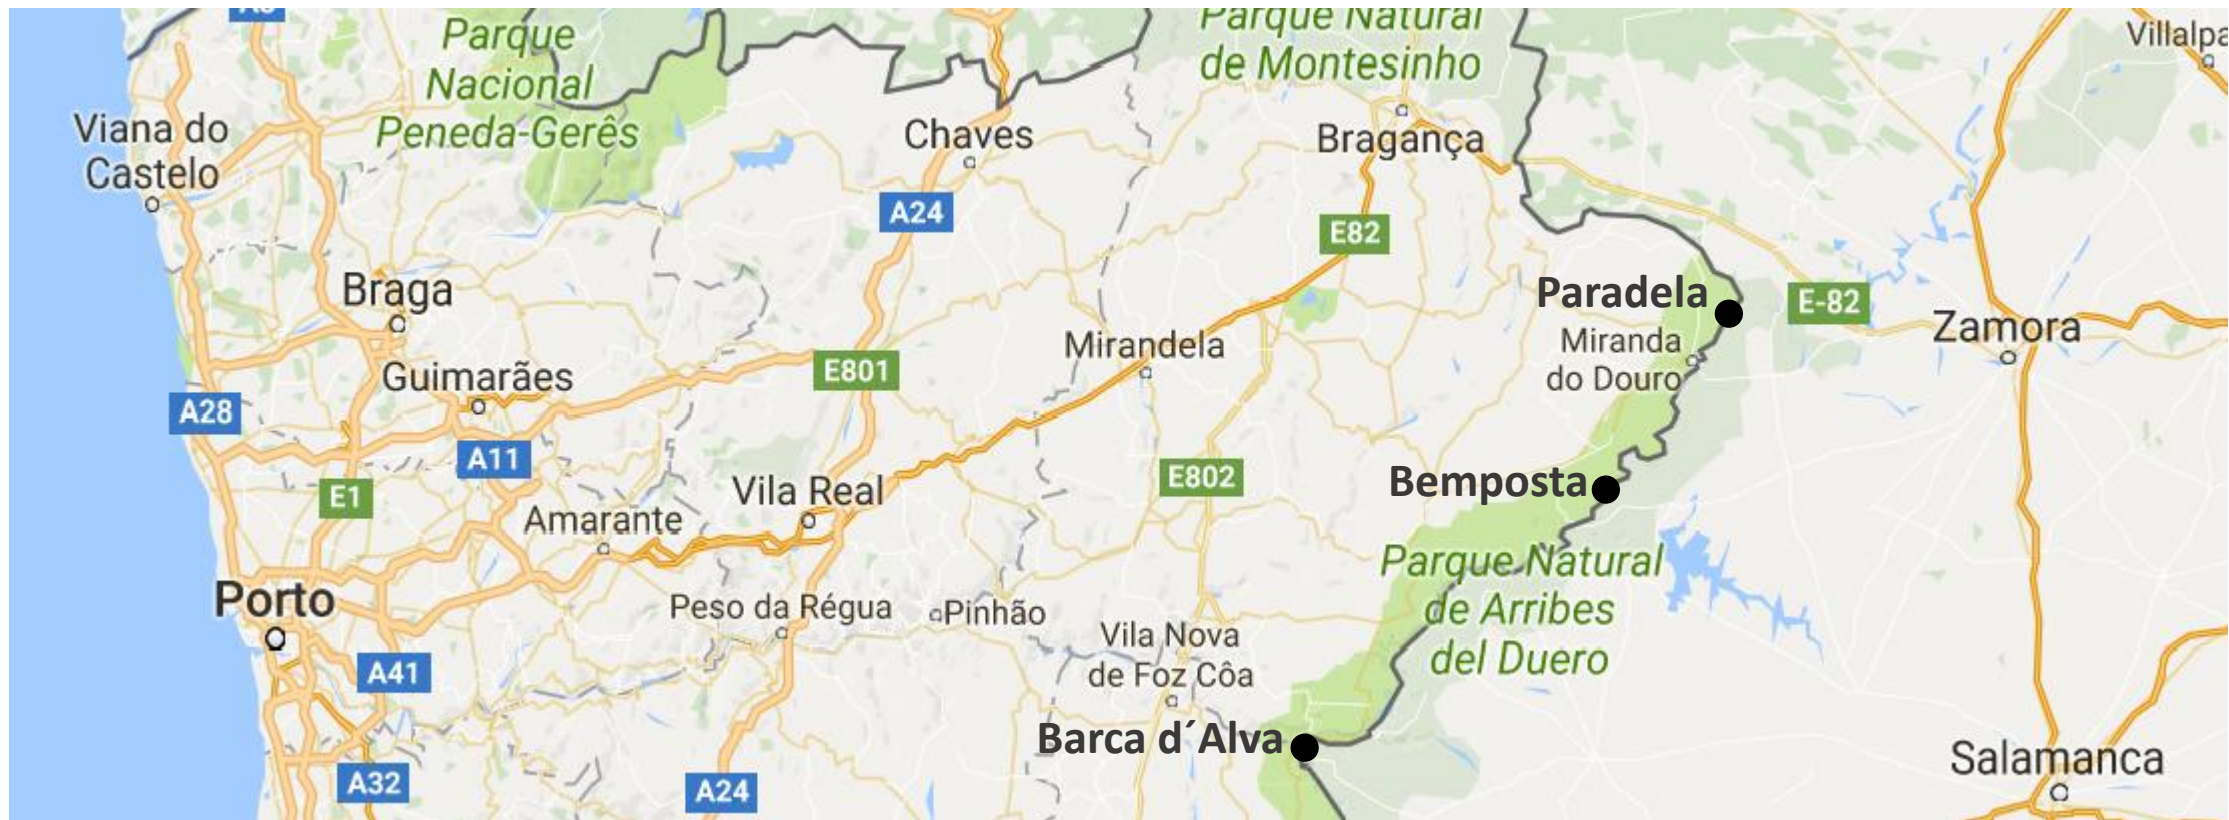 Parque Natural
de Montesinho
Parque
Nacional
Peneda-Gerês
Villalpa
Viana do
Castelo
Chaves
Bragança
A24
E82
Braga
Paradela
E-82
Zamora
Miranda
do Douro
Mirandela
Guimarães
E801
A28
A11
E1
Vila Real
E802
Bemposta
Amarante
Parque Natural
de Arribes
del Duero
Porto
Peso da Régua
Pinhão
Vila Nova
de Foz Côa
A41
Barca d´Alva
Salamanca
A32
A24